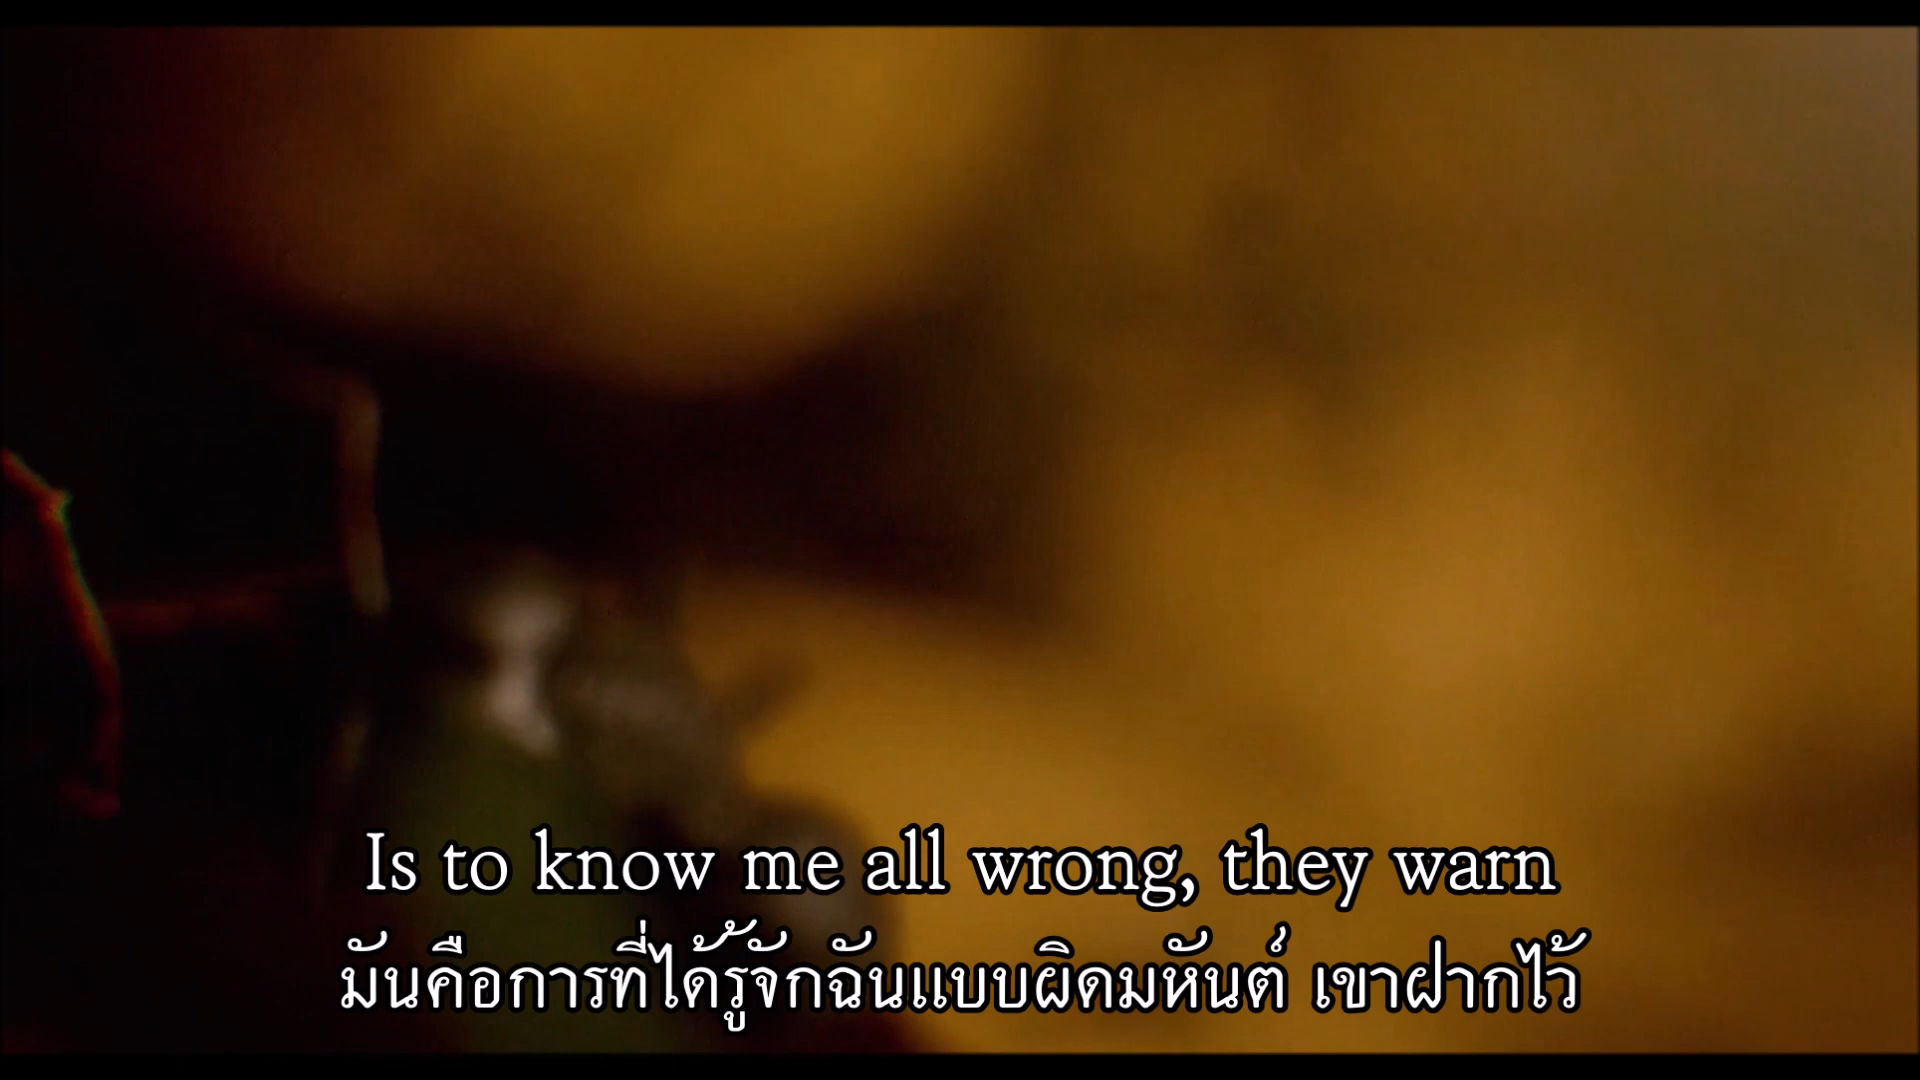 Is to know me all wrong, they warn
มันคือการที่ได้รู้จักฉันแบบผิดมหันต์ เขาฝากไว้